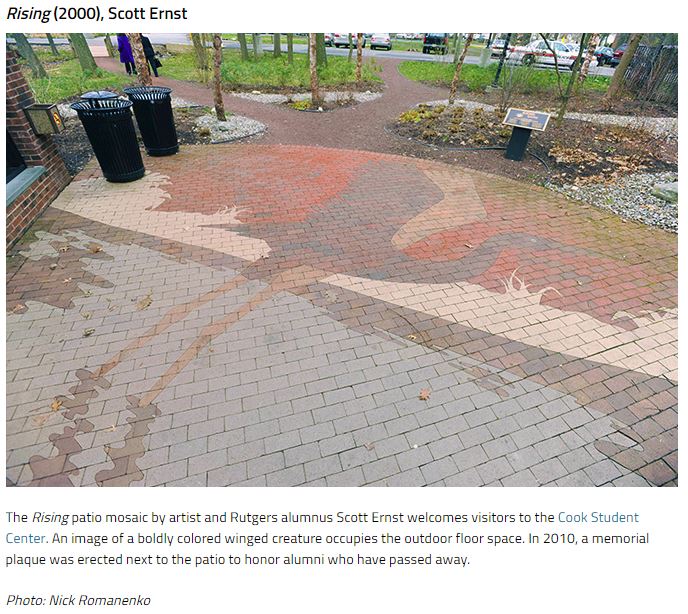 Rising (2000), Scott Ernst
The Rising patio mosaic by artist and Rutgers alumnus Scott Ernst welcomes visitors to the Cook Student
Center. An image of a boldly colored winged creature occupies the outdoor floor space. In 2010, a memorial
plaque was erected next to the patio to honor alumni who have passed away.
Photo: Nick Romanenko